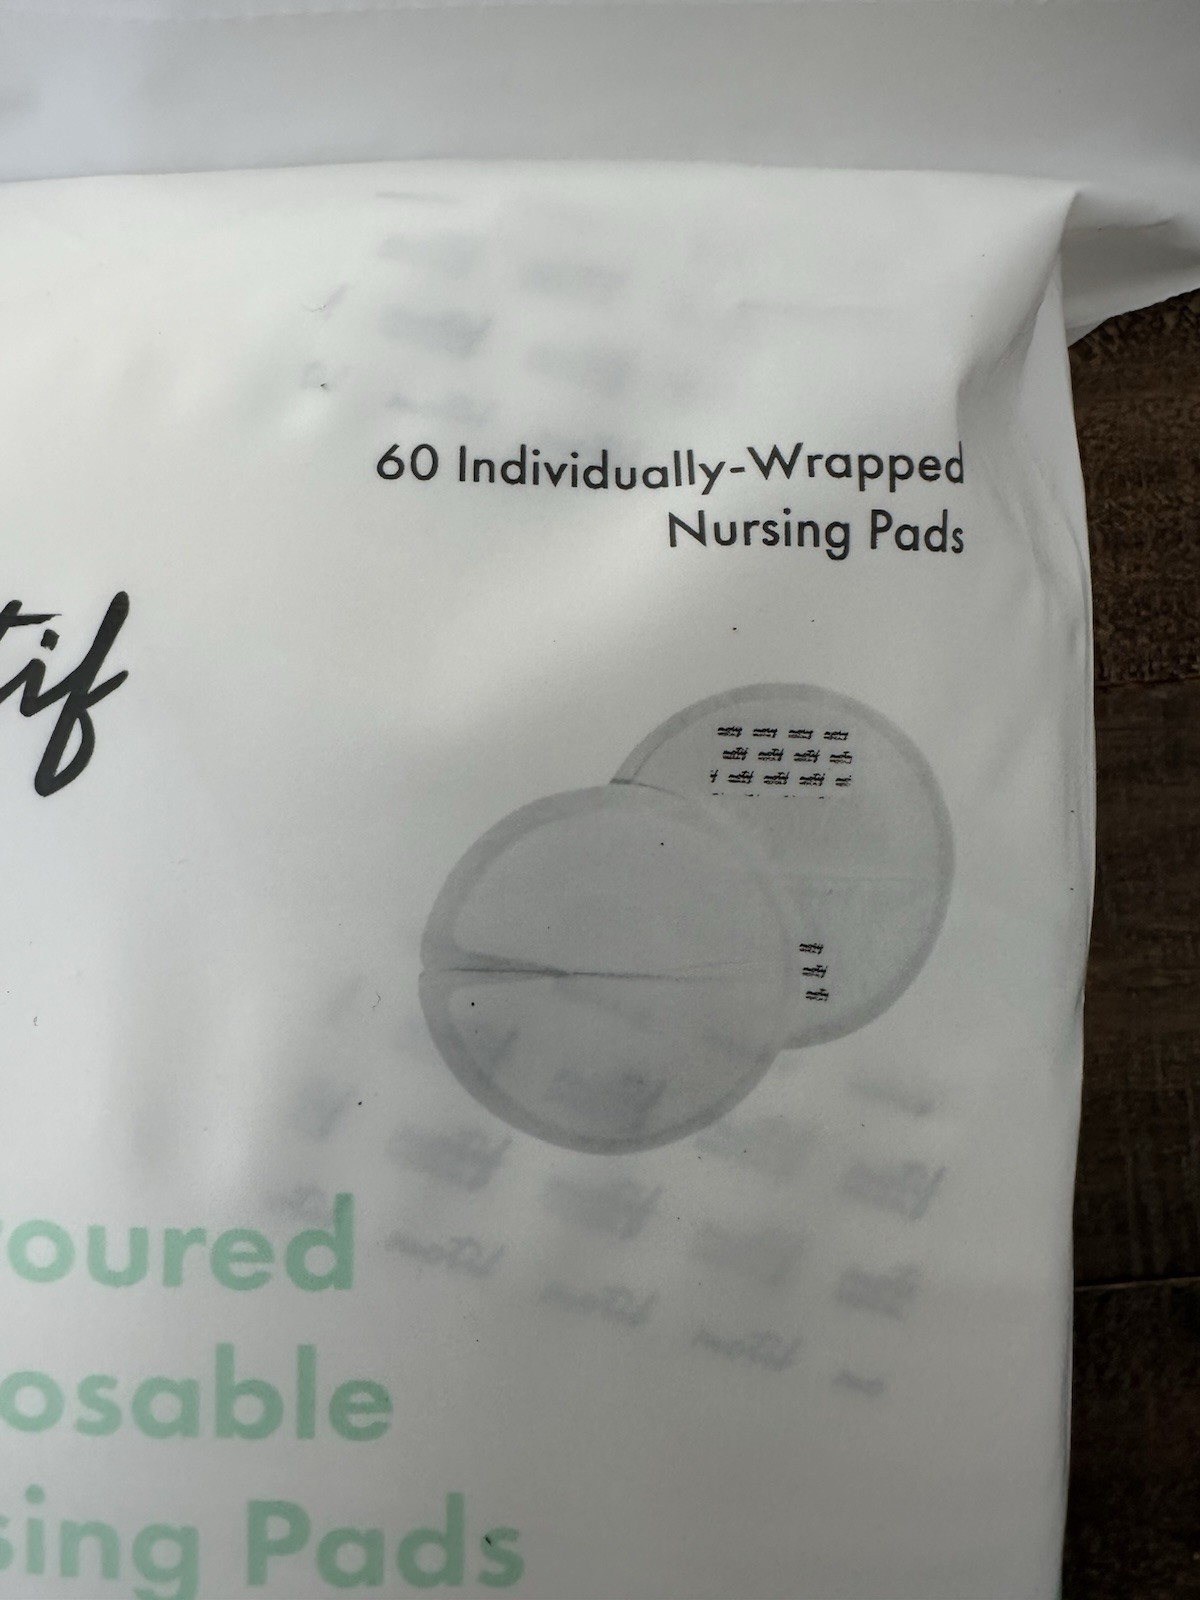 60 Individually-Wrapped
Nursing Pads
tif
oured
osable
sing Pads